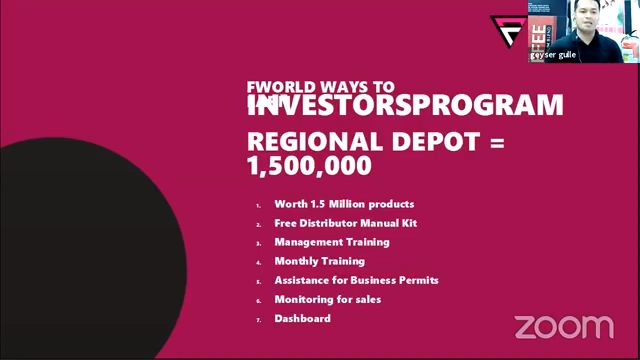 FWORLD WAYS TO
INVESTORSPROGRAM
REGIONAL DEPOT =
1,500,000
1. Worth 1.5 Million products
2. Free Distributor Manual Kit
3. Management Training
4. Monthly Training
5. Assistance for Business Permits
6. Monitoring for sales
7. Dashboard
geyser gulle
zoom